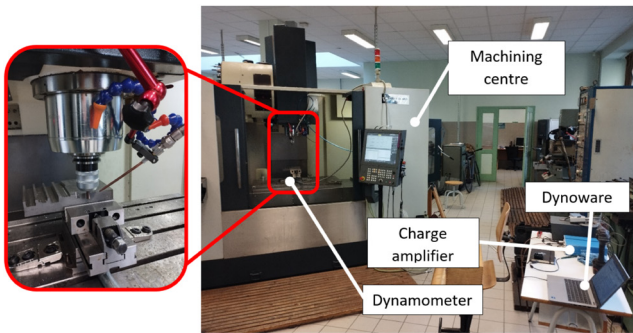 Machining
centre
Dynoware
Charge
amplifier
Dynamometer